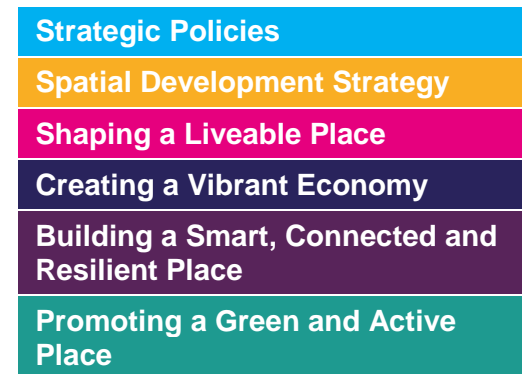 Strategic Policies
Spatial Development Strategy
Shaping a Liveable Place
Creating a Vibrant Economy
Building a Smart, Connected and
Resilient Place
Promoting a Green and Active
Place